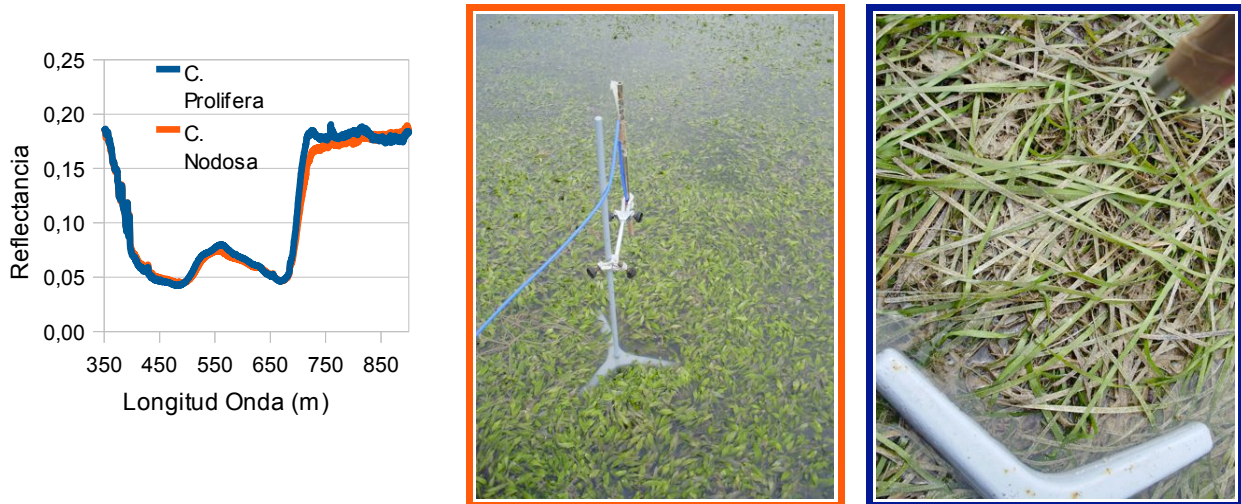 0,25
0,20
0,15
0,10
0,05
0,00
Reflectancia
C.
Prolifera
C.
Nodosa
350 450 550 650 750 850
Longitud Onda (m)